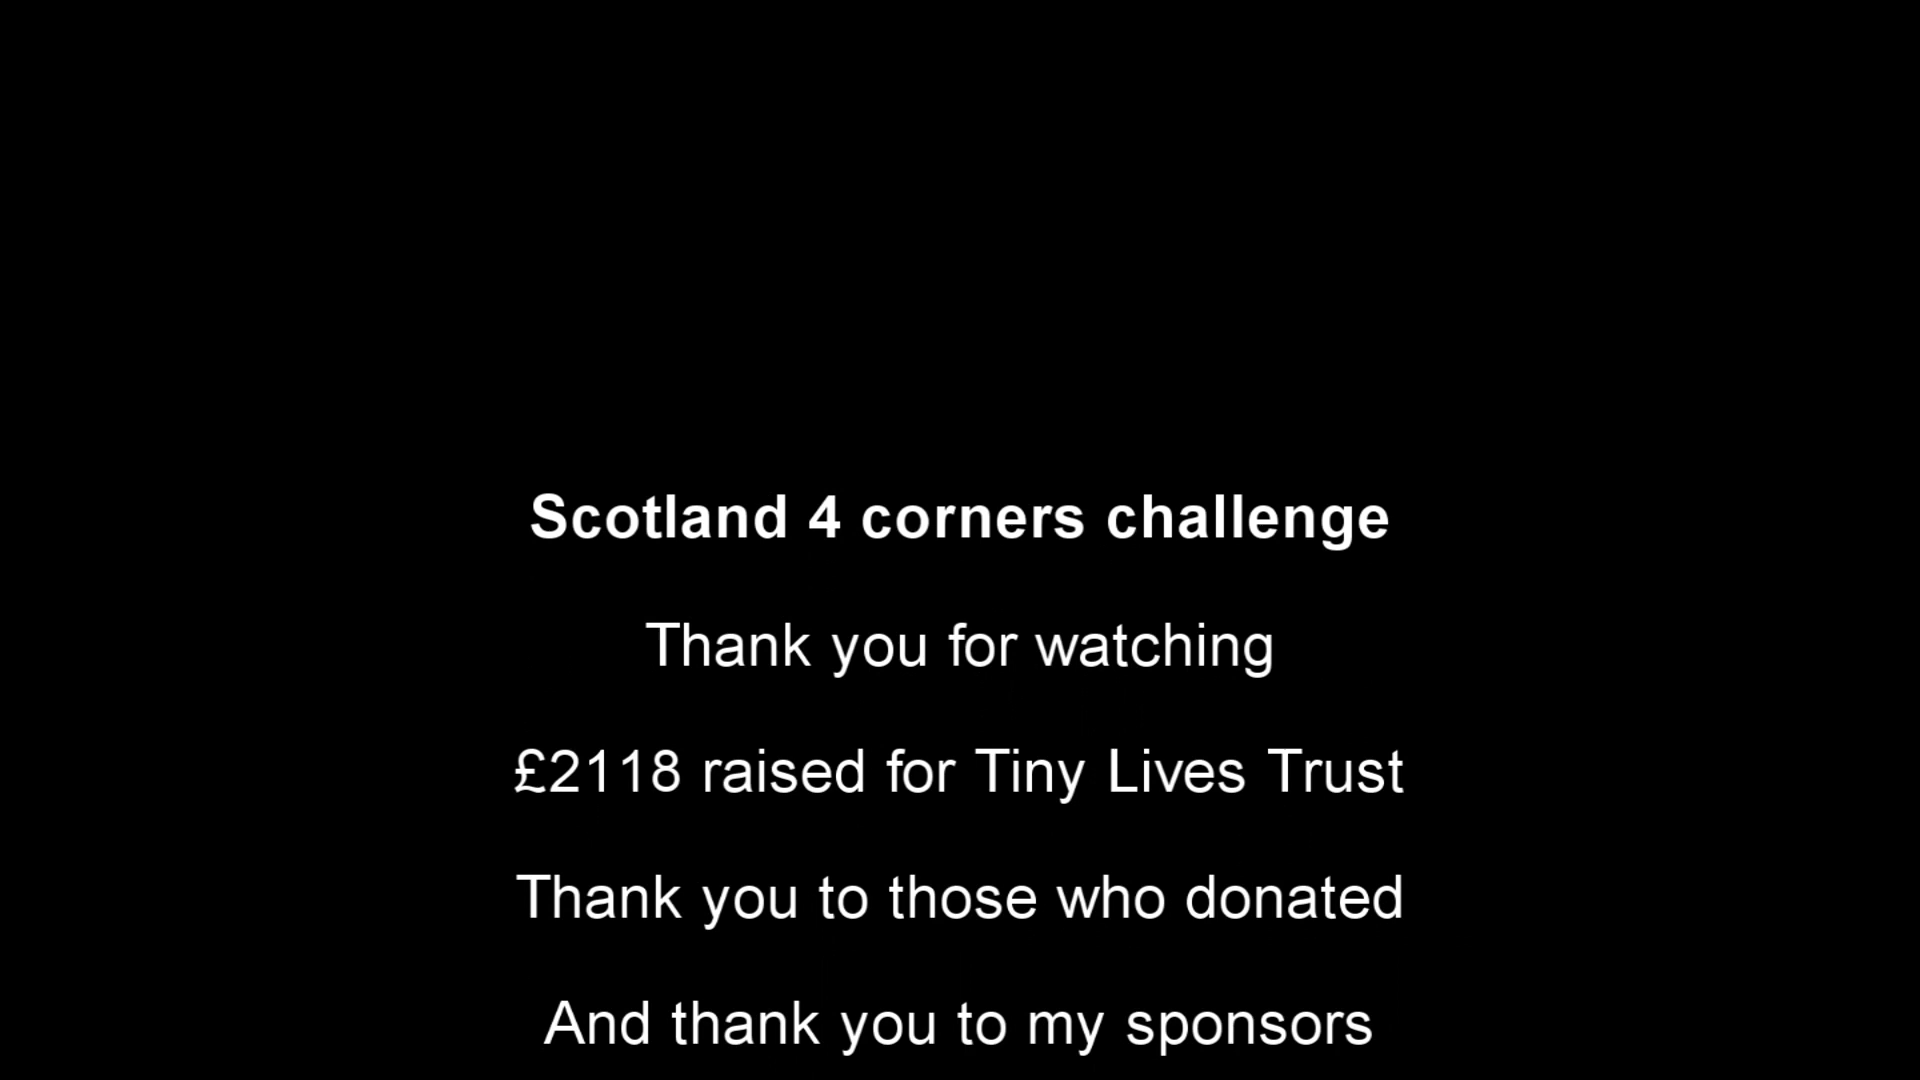 Scotland 4 corners challenge
Thank you for watching
£2118 raised for Tiny Lives Trust
Thank you to those who donated
And thank you to my sponsors